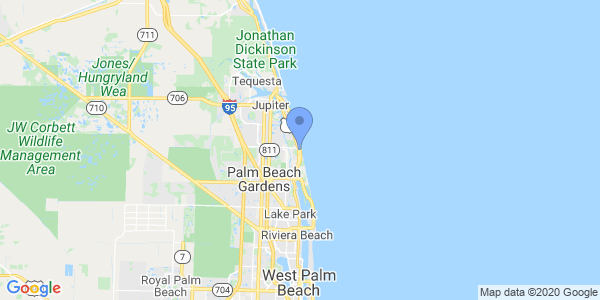 711
Jonathan
Dickinson
State Park
Jones/
Hungryland
Wea
Tequesta
706
95
710
Jupiter
JW Corbett
Wildlife
Management
Area
811
Palm Beach
Gardens
Lake Park
Riviera Beach
7
West Palm
Beach
Royal Palm
Beach
704
Google
Map data ©2020 Google